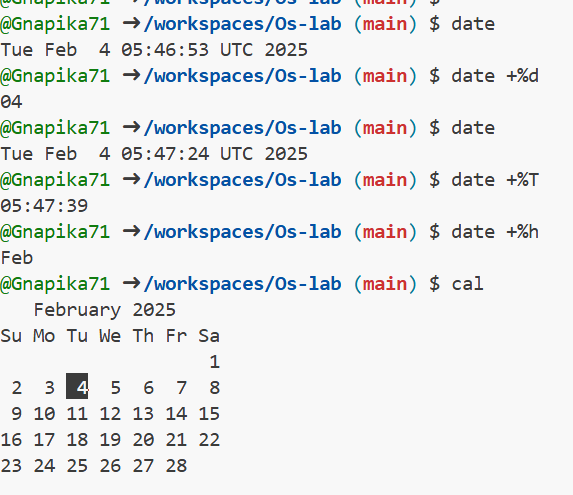 @Gnapika71 →/workspaces/Os-lab (main) $ date
Tue Feb  4 05:46:53 UTC 2025
@Gnapika71 →/workspaces/Os-lab (main) $ date +%d
04
@Gnapika71 →/workspaces/Os-lab (main) $ date
Tue Feb  4 05:47:24 UTC 2025
@Gnapika71 →/workspaces/Os-lab (main) $ date +%T
05:47:39
@Gnapika71 →/workspaces/Os-lab (main) $ date +%h
Feb
@Gnapika71 →/workspaces/Os-lab (main) $ cal
   February 2025
Su Mo Tu We Th Fr Sa
                   1
 2  3  4  5  6  7  8
 9 10 11 12 13 14 15
16 17 18 19 20 21 22
23 24 25 26 27 28